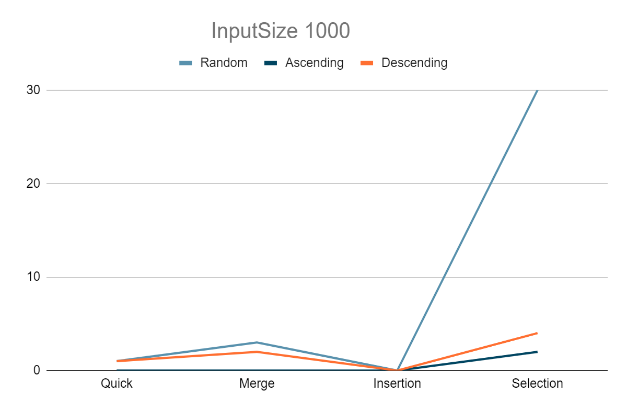 InputSize 1000
Random Ascending Descending
30
20
10
0
Quick Merge Insertion Selection